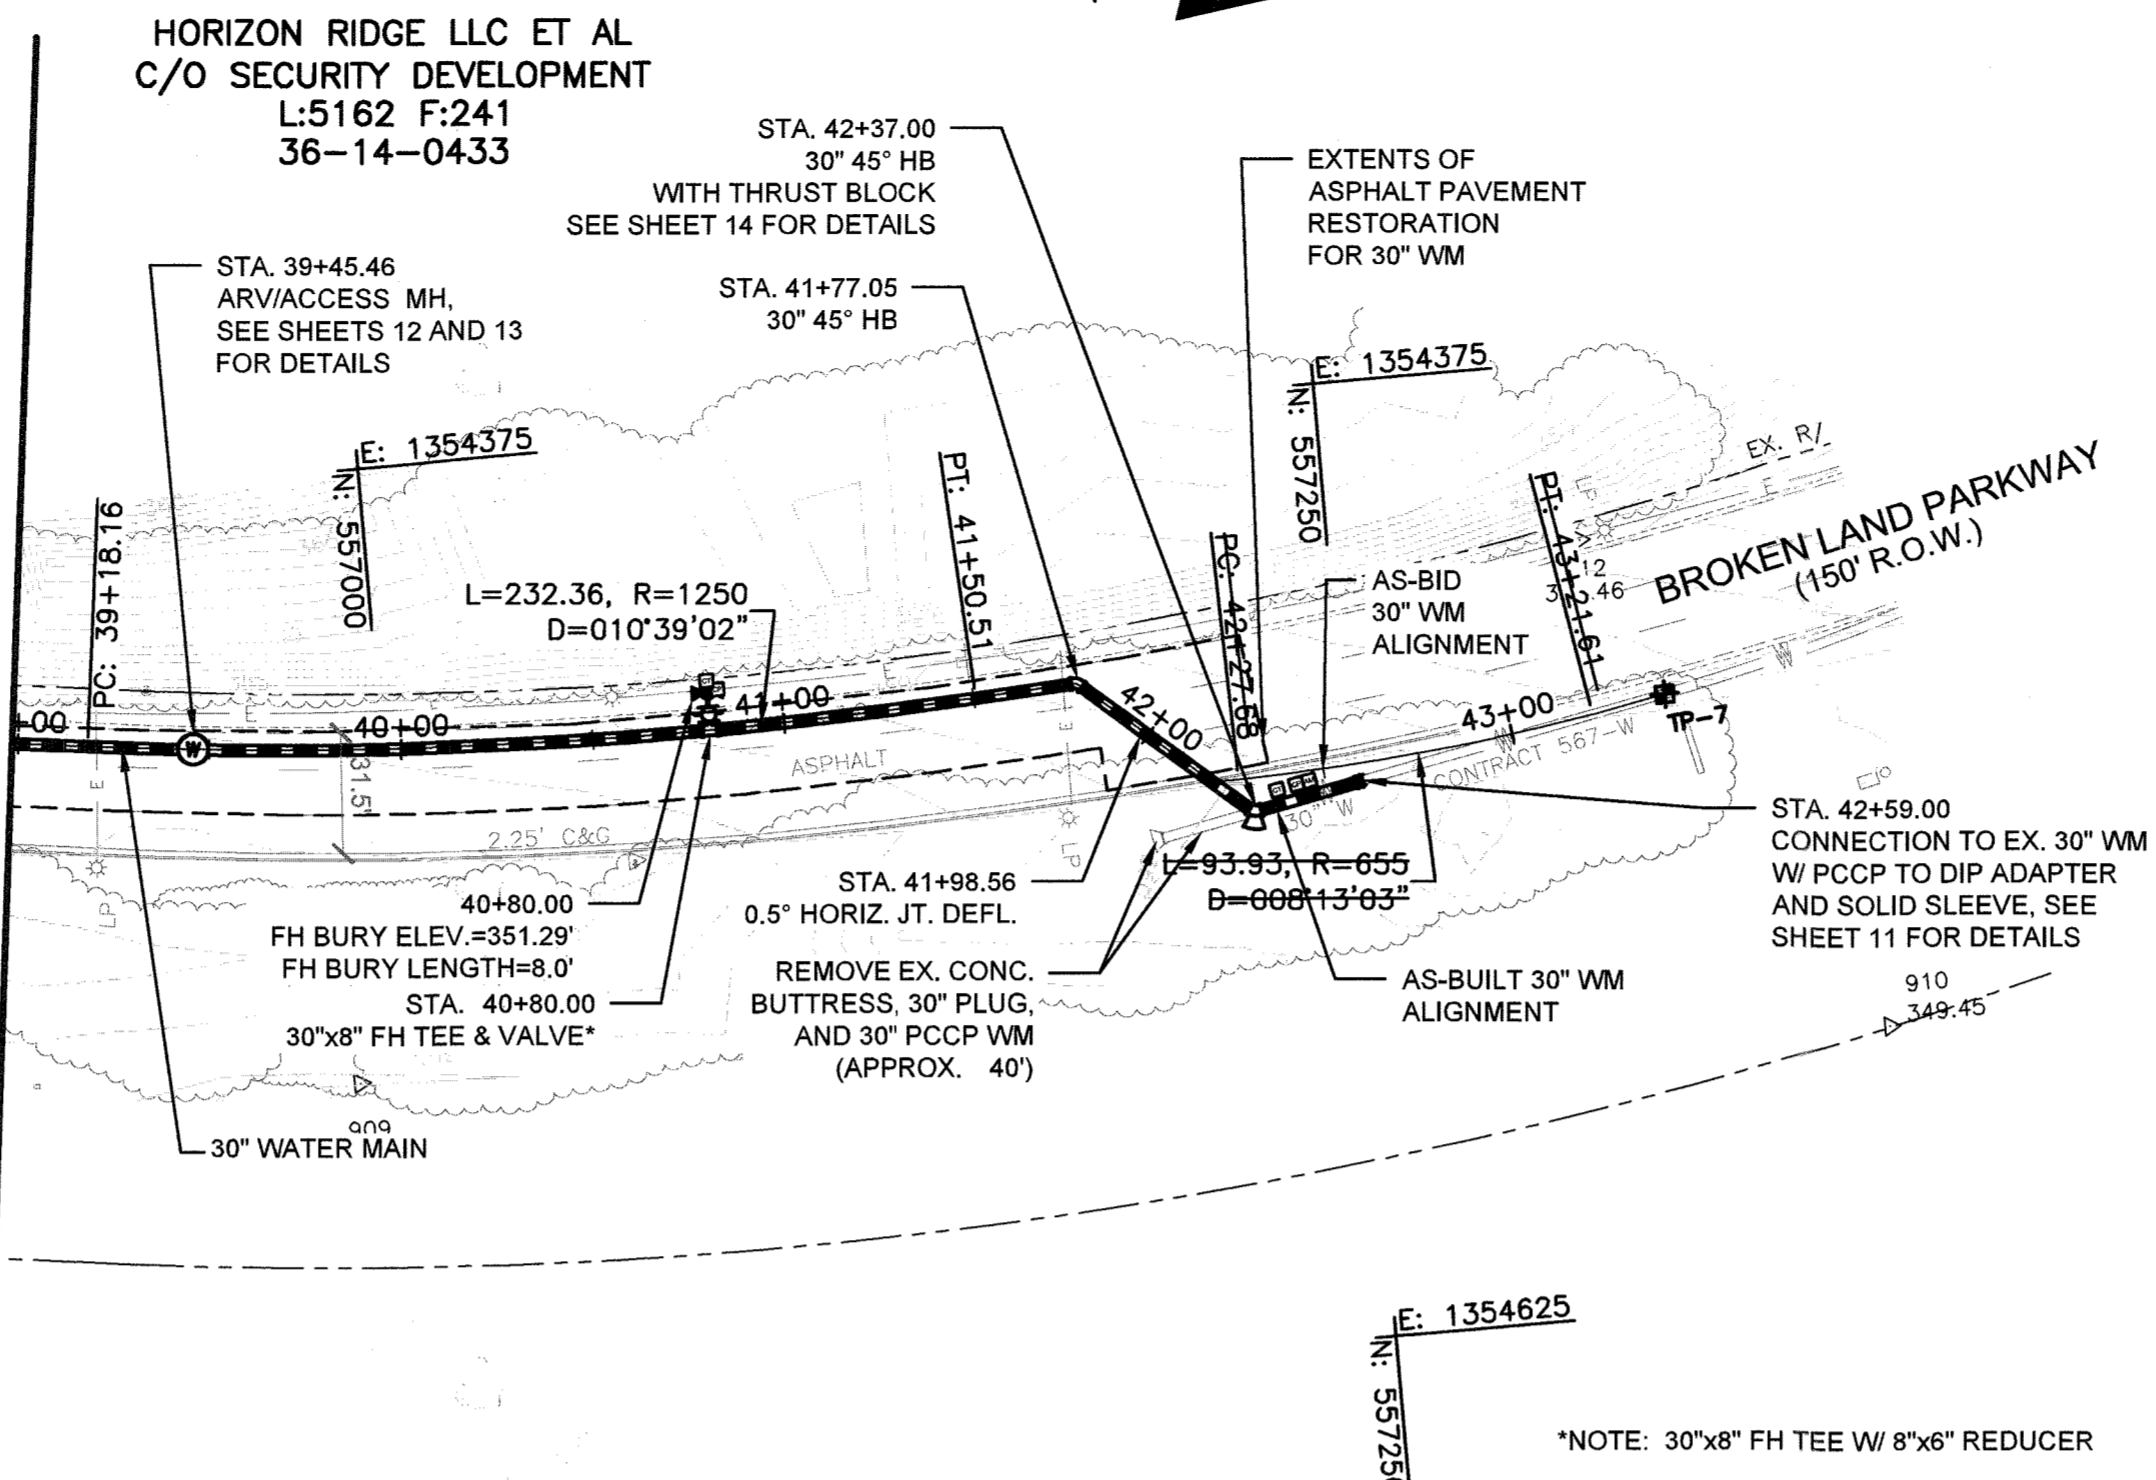 HORIZON RIDGE LLC ET AL
C/O SECURITY DEVELOPMENT
L:5162 F:241
36-14-0433
STA. 42+37.00
30" 45° HB
WITH THRUST BLOCK
SEE SHEET 14 FOR DETAILS
EXTENTS OF
ASPHALT PAVEMENT
RESTORATION
FOR 30" WM
STA. 39+45.46
ARV/ACCESS MH,
SEE SHEETS 12 AND 13
FOR DETAILS
STA. 41+77.05
30" 45° HB
E: 1354375
N: 557250
E: 1354375
N: 557000
EX. R/
BROKEN LAND PARKWAY
(150' R.O.W.)
PC: 39+18.16
L=232.36, R=1250
D=010°39'02"
PT: 41+50.51
PC: 42+27.68
PT: 43+21.61
AS-BID
30" WM
ALIGNMENT
12
LP
E
+00
40+00
41+00
42+00
43+00
W
TP-7
W
W
CONTRACT 567-W
E
E
E
31.5'
ASPHALT
2.25' C&G
LP
LP
30" W
L=93.93, R=655
D=008°13'03"
STA. 42+59.00
CONNECTION TO EX. 30" WM
W/ PCCP TO DIP ADAPTER
AND SOLID SLEEVE, SEE
SHEET 11 FOR DETAILS
STA. 41+98.56
0.5° HORIZ. JT. DEFL.
40+80.00
FH BURY ELEV.=351.29'
FH BURY LENGTH=8.0'
STA. 40+80.00
30"x8" FH TEE & VALVE*
REMOVE EX. CONC.
BUTTRESS, 30" PLUG,
AND 30" PCCP WM
(APPROX. 40')
AS-BUILT 30" WM
ALIGNMENT
910
349.45
30" WATER MAIN
E: 1354625
N: 55725
*NOTE: 30"x8" FH TEE W/ 8"x6" REDUCER